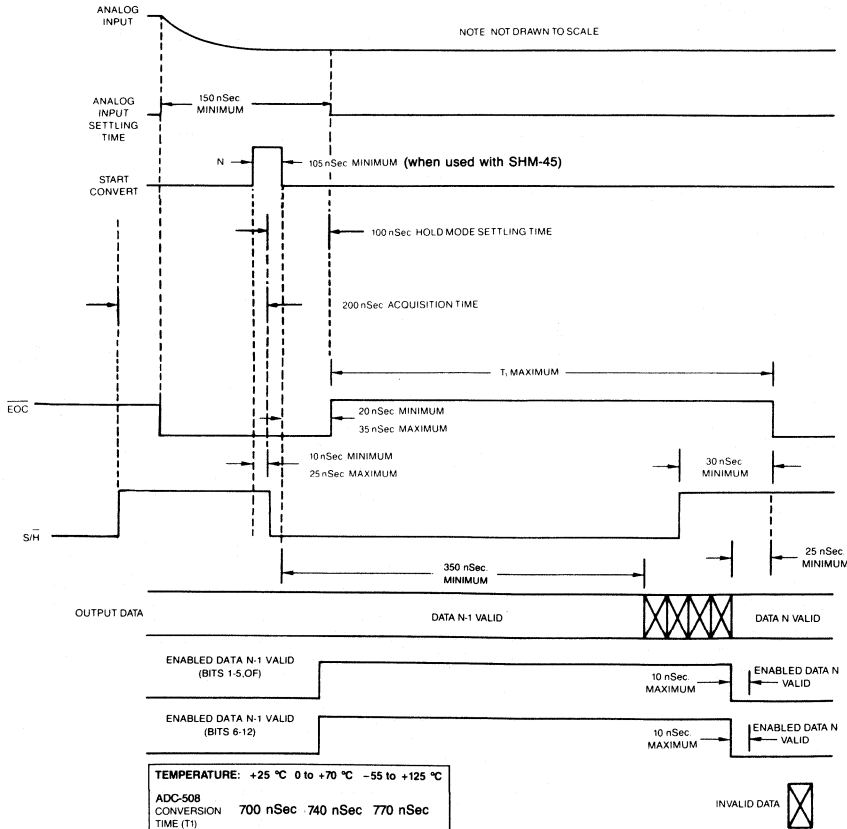 ANALOG
INPUT
NOTE NOT DRAWN TO SCALE
ANALOG
INPUT
SETTLING
TIME
150 nSec
MINIMUM
N
105 nSec MINIMUM (when used with SHM-45)
START
CONVERT
100 nSec HOLD MODE SETTLING TIME
200 nSec ACQUISITION TIME
T1 MAXIMUM
EOC
20 nSec MINIMUM
35 nSec MAXIMUM
10 nSec MINIMUM
25 nSec MAXIMUM
30 nSec
MINIMUM
S/H
25 nSec.
MINIMUM
350 nSec.
MINIMUM
OUTPUT DATA
DATA N-1 VALID
DATA N VALID
ENABLED DATA N-1 VALID
(BITS 1-5,OF)
10 nSec.
MAXIMUM
ENABLED DATA N
VALID
ENABLED DATA N-1 VALID
(BITS 6-12)
10 nSec.
MAXIMUM
ENABLED DATA N
VALID
TEMPERATURE: +25 °C 0 to +70 °C −55 to +125 °C
ADC-508
CONVERSION
TIME (T1)
700 nSec 740 nSec 770 nSec
INVALID DATA